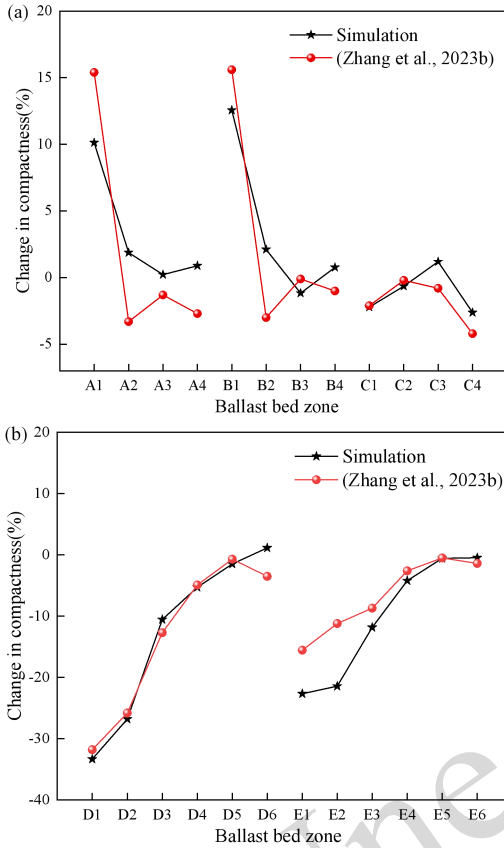 (a)
20
15
10
5
0
-5
Change in compactness(%)
Simulation
(Zhang et al., 2023b)
A1 A2 A3 A4 B1 B2 B3 B4 C1 C2 C3 C4
Ballast bed zone
(b)
20
10
0
-10
-20
-30
-40
Change in compactness(%)
Simulation
(Zhang et al., 2023b)
D1 D2 D3 D4 D5 D6 E1 E2 E3 E4 E5 E6
Ballast bed zone